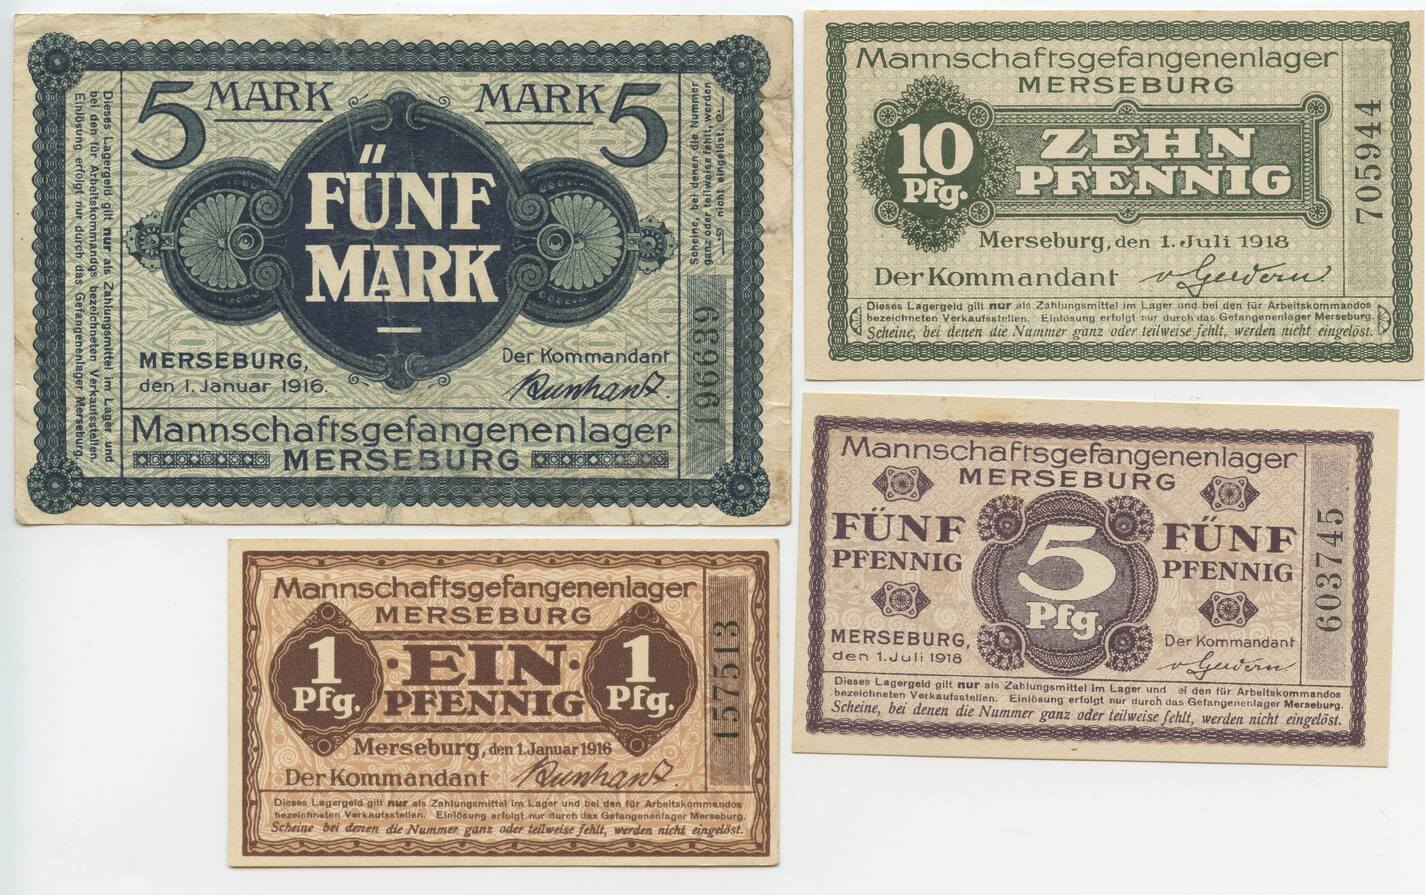 5 MARK MARK 5
FÜNF
MARK
MERSEBURG,
den 1. Januar 1916.
Der Kommandant
Mannschaftsgefangenenlager
MERSEBURG
Dieses Lagergeld gilt nur als Zahlungsmittel im Lager und
bei den für Arbeitskommandos bezeichneten Verkaufsstellen.
Einlösung erfolgt nur durch das Gefangenenlager Merseburg.
Scheine, bei denen die Nummer
ganz oder teilweise fehlt, werden
nicht eingelöst.
196639
Mannschaftsgefangenenlager
MERSEBURG
10
Pfg.
ZEHN
PFENNIG
Merseburg, den 1. Juli 1918
Der Kommandant
Dieses Lagergeld gilt nur als Zahlungsmittel im Lager und bei den für Arbeitskommandos
bezeichneten Verkaufsstellen. Einlösung erfolgt nur durch das Gefangenenlager Merseburg.
Scheine, bei denen die Nummer ganz oder teilweise fehlt, werden nicht eingelöst.
705944
Mannschaftsgefangenenlager
MERSEBURG
1
Pfg.
EIN
PFENNIG
1
Pfg.
Merseburg, den 1. Januar 1916
Der Kommandant
Dieses Lagergeld gilt nur als Zahlungsmittel im Lager und bei den für Arbeitskommandos
bezeichneten Verkaufsstellen. Einlösung erfolgt nur durch das Gefangenenlager Merseburg.
Scheine bei denen die Nummer ganz oder teilweise fehlt, werden nicht eingelöst.
157513
Mannschaftsgefangenenlager
MERSEBURG
FÜNF
PFENNIG
5
Pfg.
FÜNF
PFENNIG
MERSEBURG,
den 1. Juli 1918
Der Kommandant
Dieses Lagergeld gilt nur als Zahlungsmittel im Lager und ei den für Arbeitskommandos
bezeichneten Verkaufsstellen. Einlösung erfolgt nur durch das Gefangenenlager Merseburg.
Scheine, bei denen die Nummer ganz oder teilweise fehlt, werden nicht eingelöst.
603745